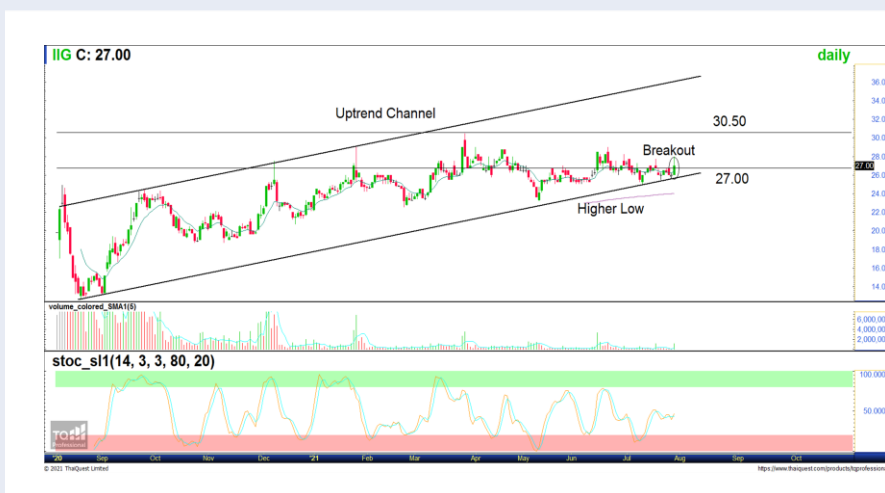 IIG C: 27.00 daily
36.0
34.0
Uptrend Channel
32.0
30.50
30.0
Breakout
28.0
27.00
26.0
27.00
24.0
Higher Low
22.0
20.0
18.0
16.0
14.0
volume_colored_SMA1(5)
6,000.00
4,000.00
2,000.00
stoc_sl1(14, 3, 3, 80, 20)
100.000
50.000
TQ
Professional
'20 Sep Oct Nov Dec '21 Feb Mar Apr May Jun Jul Aug Sep Oct
© 2021 ThaiQuest Limited https://www.thaiquest.com/products/tqprofessional